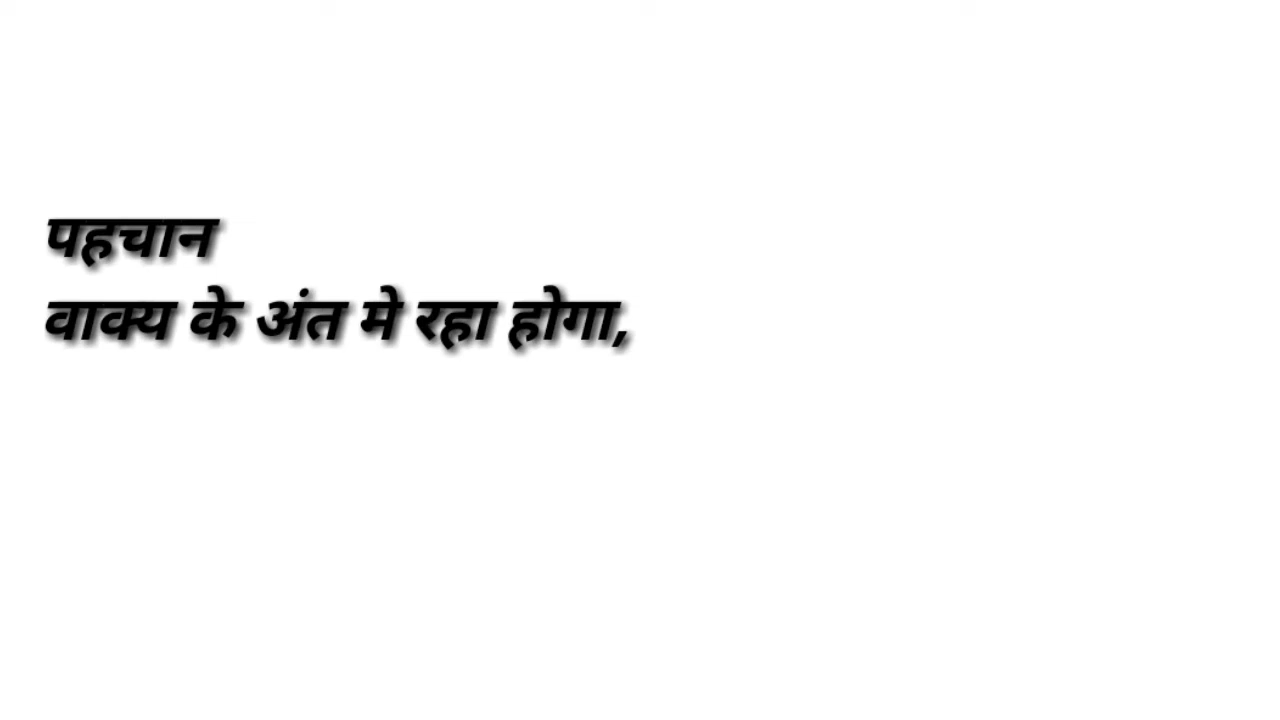 पहचान
वाक्य के अंत मे रहा होगा,